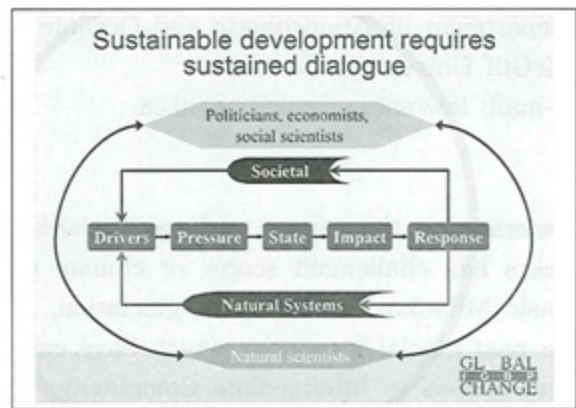 Sustainable development requires
sustained dialogue
Politicians, economists,
social scientists
Societal
Drivers Pressure State Impact Response
Natural Systems
Natural scientists
GL BAL
IGBP
CHANGE